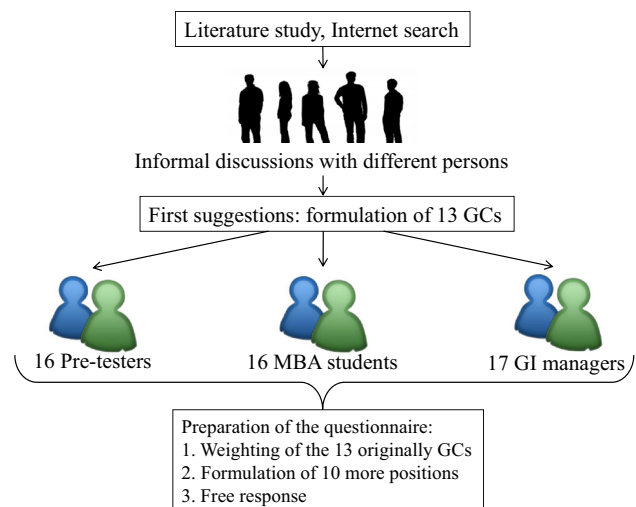 Literature study, Internet search
Informal discussions with different persons
First suggestions: formulation of 13 GCs
16 Pre-testers
16 MBA students
17 GI managers
Preparation of the questionnaire:
1. Weighting of the 13 originally GCs
2. Formulation of 10 more positions
3. Free response